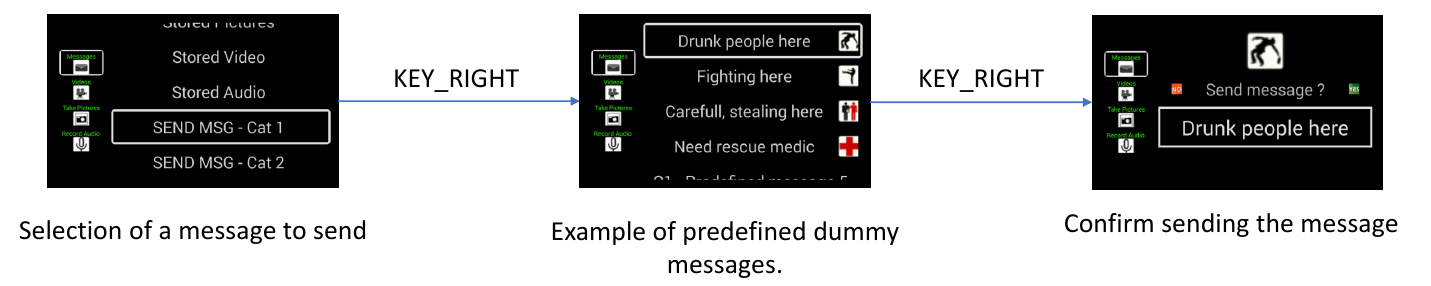 Stored Pictures
Messages
Stored Video
Videos
Stored Audio
Take Pictures
SEND MSG - Cat 1
Record Audio
SEND MSG - Cat 2
KEY_RIGHT
Messages
Drunk people here
Videos
Fighting here
Take Pictures
Carefull, stealing here
Record Audio
Need rescue medic
01 - Predefined message 5
KEY_RIGHT
Messages
Videos
NO Send message ? YES
Take Pictures
Drunk people here
Record Audio
Selection of a message to send
Example of predefined dummy
messages.
Confirm sending the message